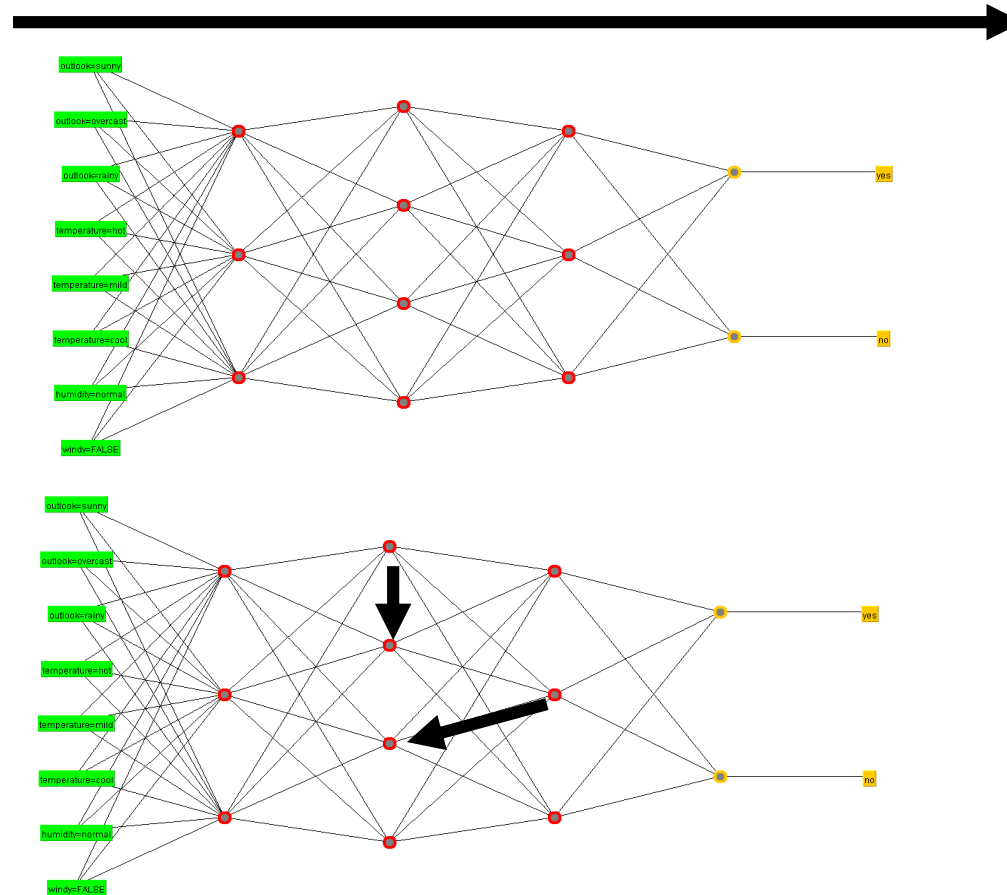 outlook=sunny
outlook=overcast
outlook=rainy
temperature=hot
temperature=mild
temperature=cool
humidity=normal
windy=FALSE
yes
no
outlook=sunny
outlook=overcast
outlook=rainy
temperature=hot
temperature=mild
temperature=cool
humidity=normal
windy=FALSE
yes
no